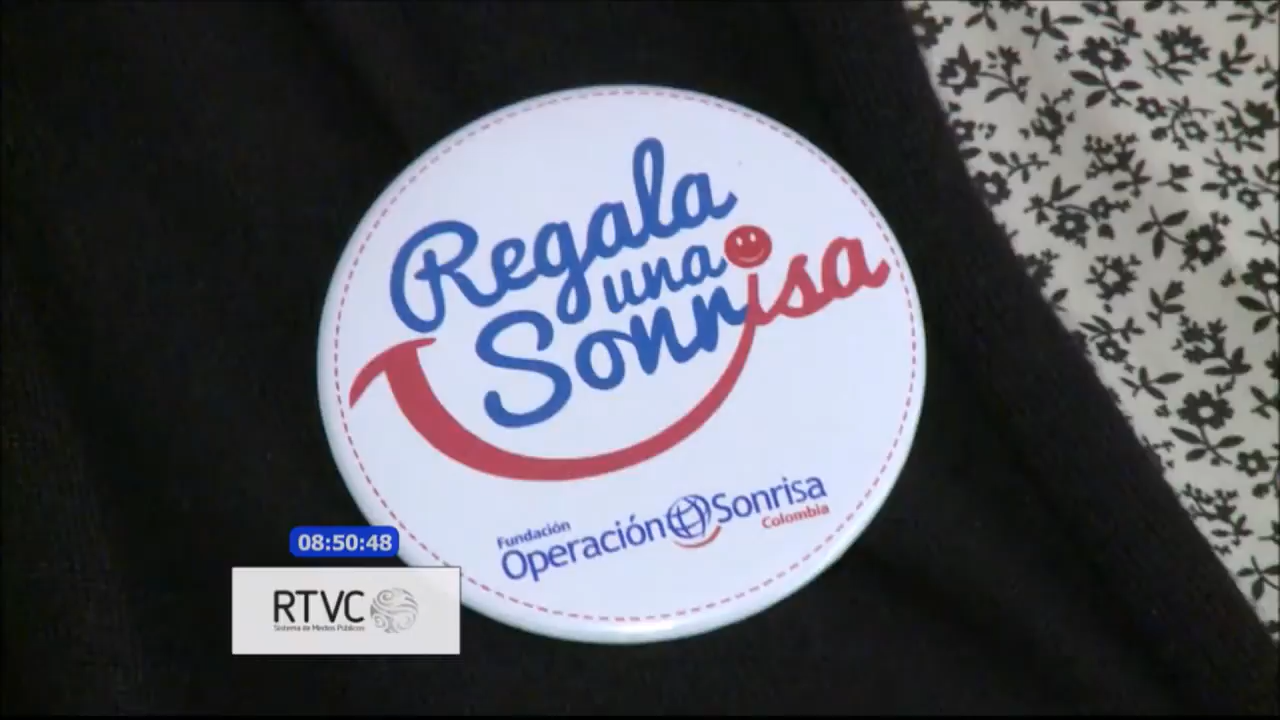 Regala
una
Sonrisa
Fundación
Operación Sonrisa
Colombia
08:50:48
RTVC
Sistema de Medios Públicos